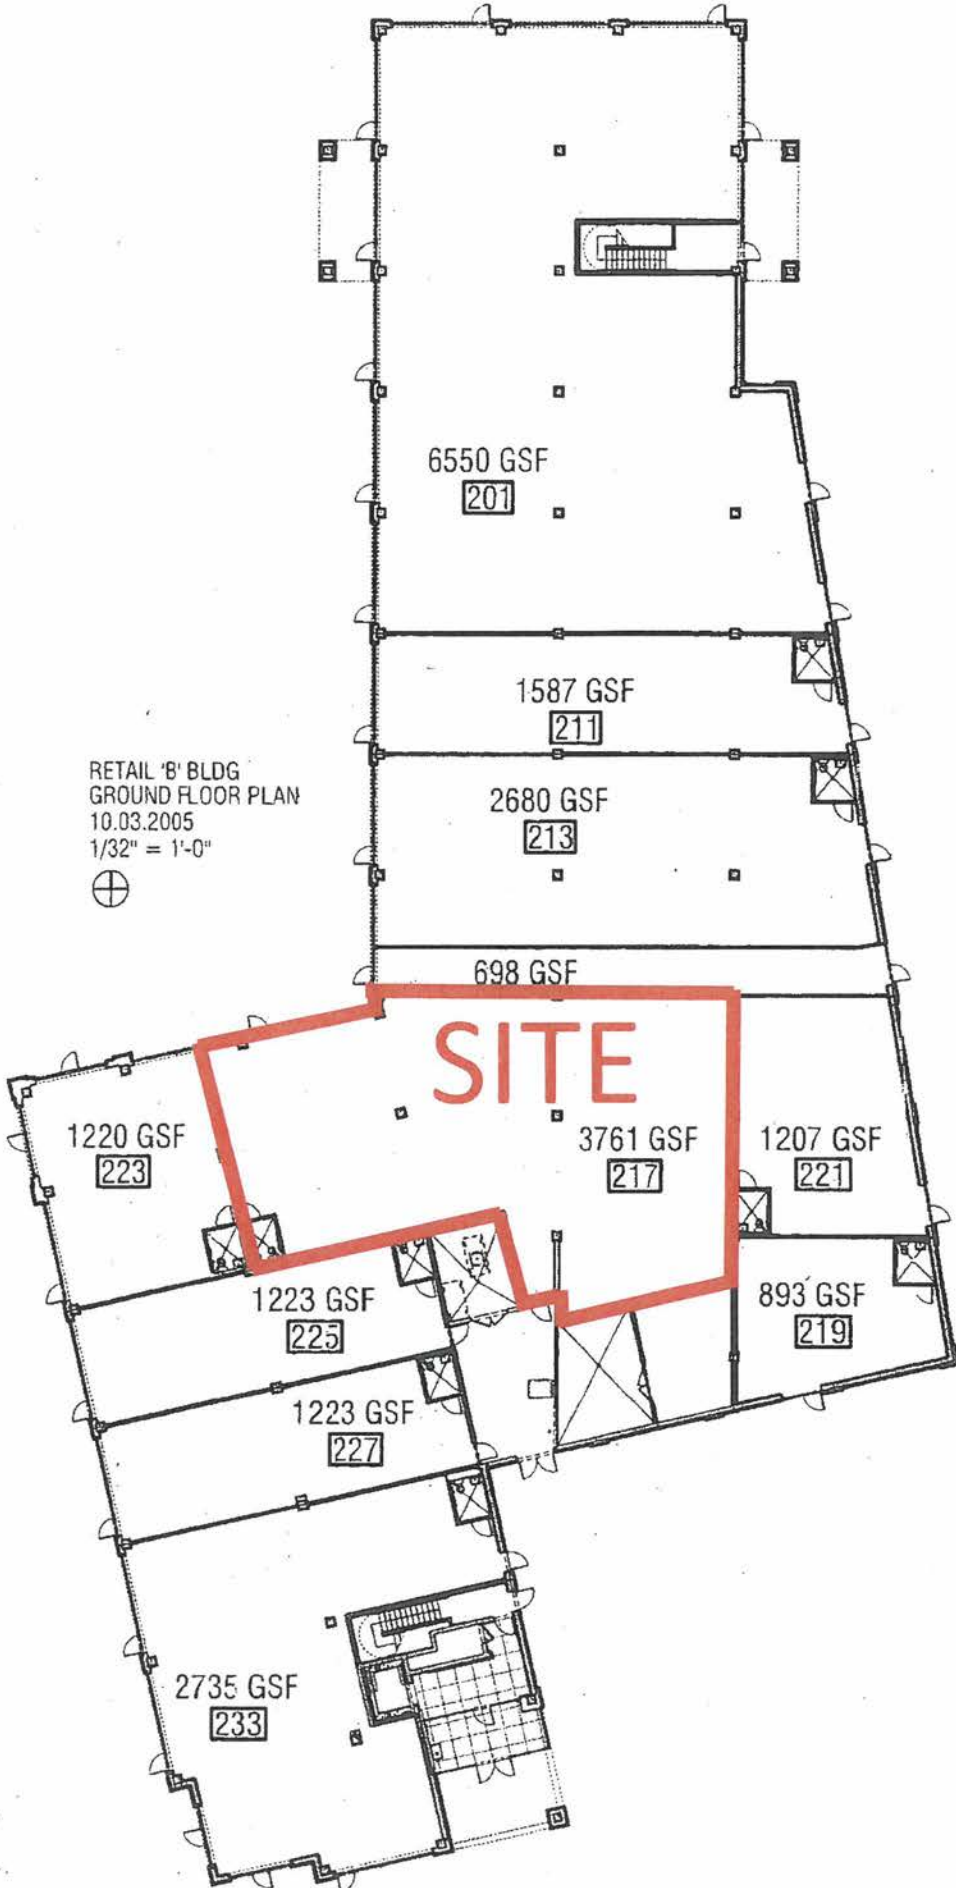 6550 GSF
201
1587 GSF
211
RETAIL 'B' BLDG
GROUND FLOOR PLAN
10.03.2005
1/32" = 1'-0"
2680 GSF
213
698 GSF
SITE
3761 GSF
217
1220 GSF
223
1207 GSF
221
1223 GSF
225
893 GSF
219
1223 GSF
227
2735 GSF
233